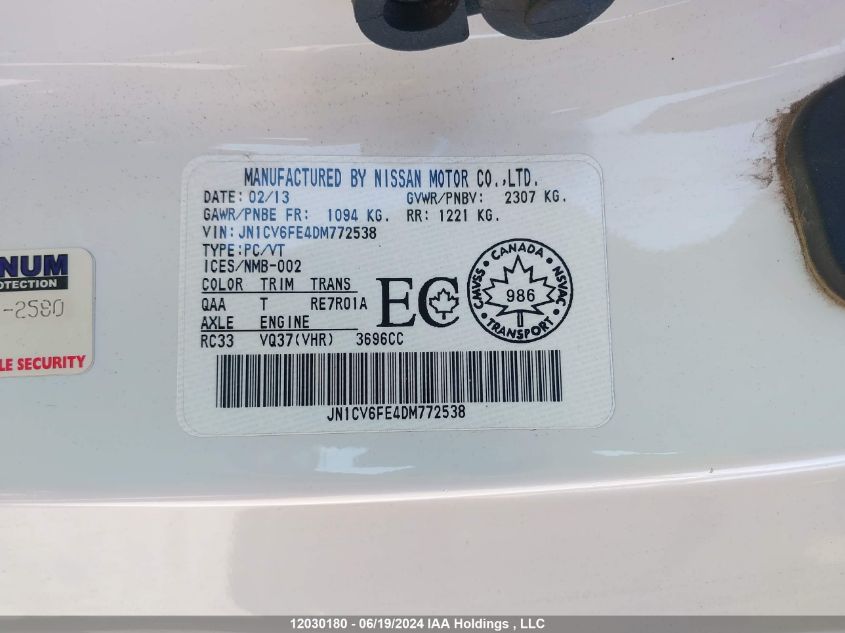 MANUFACTURED BY NISSAN MOTOR CO.,LTD.
DATE: 02/13 GVWR/PNBV: 2307 KG.
GAWR/PNBE FR: 1094 KG. RR: 1221 KG.
VIN: JN1CV6FE4DM772538
TYPE:PC/VT
ICES/NMB-002
COLOR TRIM TRANS
QAA T RE7R01A
AXLE ENGINE
RC33 VQ37(VHR) 3696CC
EC
CANADA
CMVSS NSVAC
986
TRANSPORT
JN1CV6FE4DM772538
NUM
OTECTION
-2580
LE SECURITY
12030180 - 06/19/2024 IAA Holdings , LLC